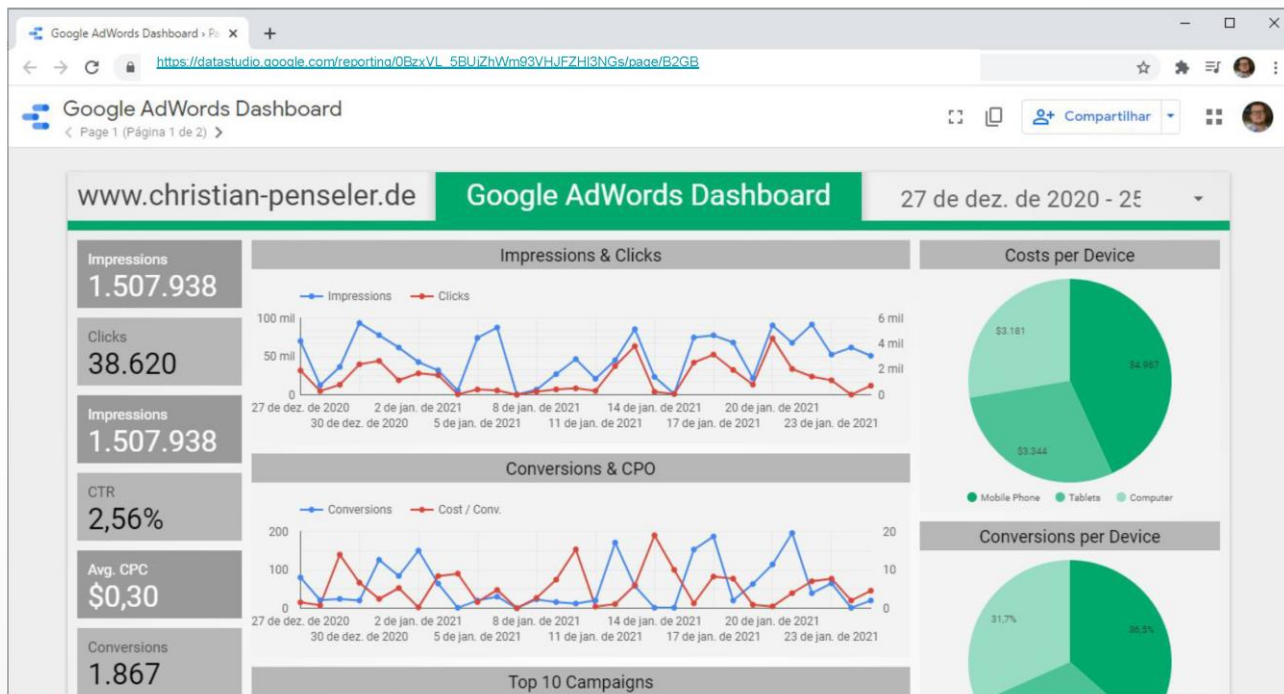 Google AdWords Dashboard › Pa
https://datastudio.google.com/reporting/0BzxVL_5BUjZhWm93VHJFZHl3NGs/page/B2GB
Google AdWords Dashboard
Page 1 (Página 1 de 2)
Compartilhar
www.christian-penseler.de
Google AdWords Dashboard
27 de dez. de 2020 - 25
Impressions
1.507.938
Clicks
38.620
Impressions
1.507.938
CTR
2,56%
Avg. CPC
$0,30
Conversions
1.867
Impressions & Clicks
Impressions Clicks
100 mil 6 mil
4 mil
50 mil
2 mil
0 0
27 de dez. de 2020 2 de jan. de 2021 8 de jan. de 2021 14 de jan. de 2021 20 de jan. de 2021
30 de dez. de 2020 5 de jan. de 2021 11 de jan. de 2021 17 de jan. de 2021 23 de jan. de 2021
Conversions & CPO
Conversions Cost / Conv.
200 20
100 10
0 0
27 de dez. de 2020 2 de jan. de 2021 8 de jan. de 2021 14 de jan. de 2021 20 de jan. de 2021
30 de dez. de 2020 5 de jan. de 2021 11 de jan. de 2021 17 de jan. de 2021 23 de jan. de 2021
Top 10 Campaigns
Costs per Device
$3.181
$4.967
$3.344
Mobile Phone Tablets Computer
Conversions per Device
31,7%
36,5%